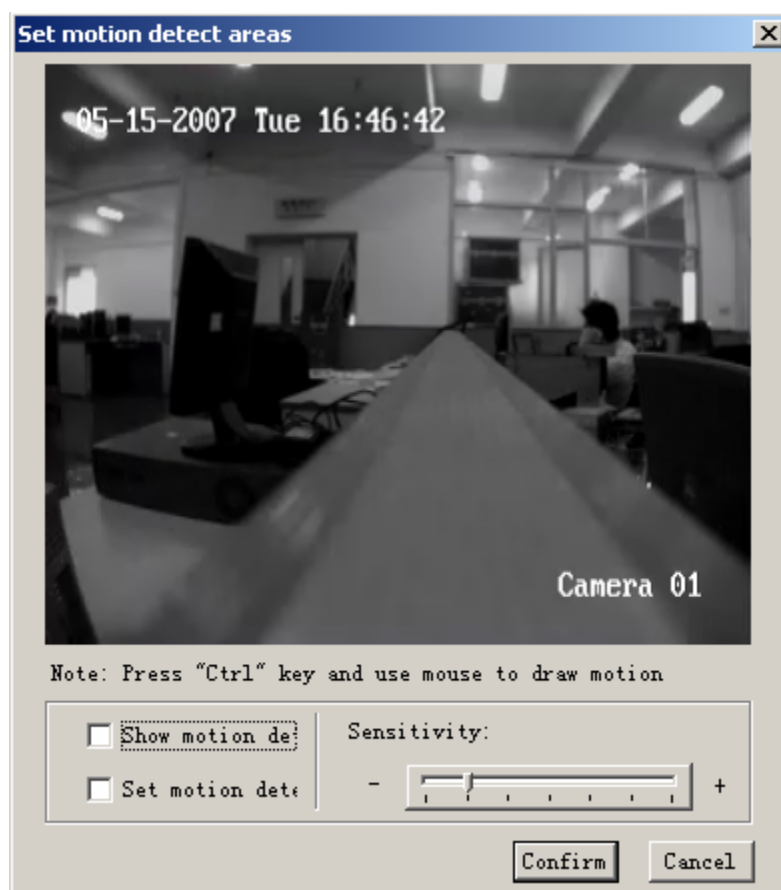 Set motion detect areas
05-15-2007 Tue 16:46:42
Camera 01
Note: Press "Ctrl" key and use mouse to draw motion
Show motion de
Sensitivity:
Set motion dete
- +
Confirm Cancel